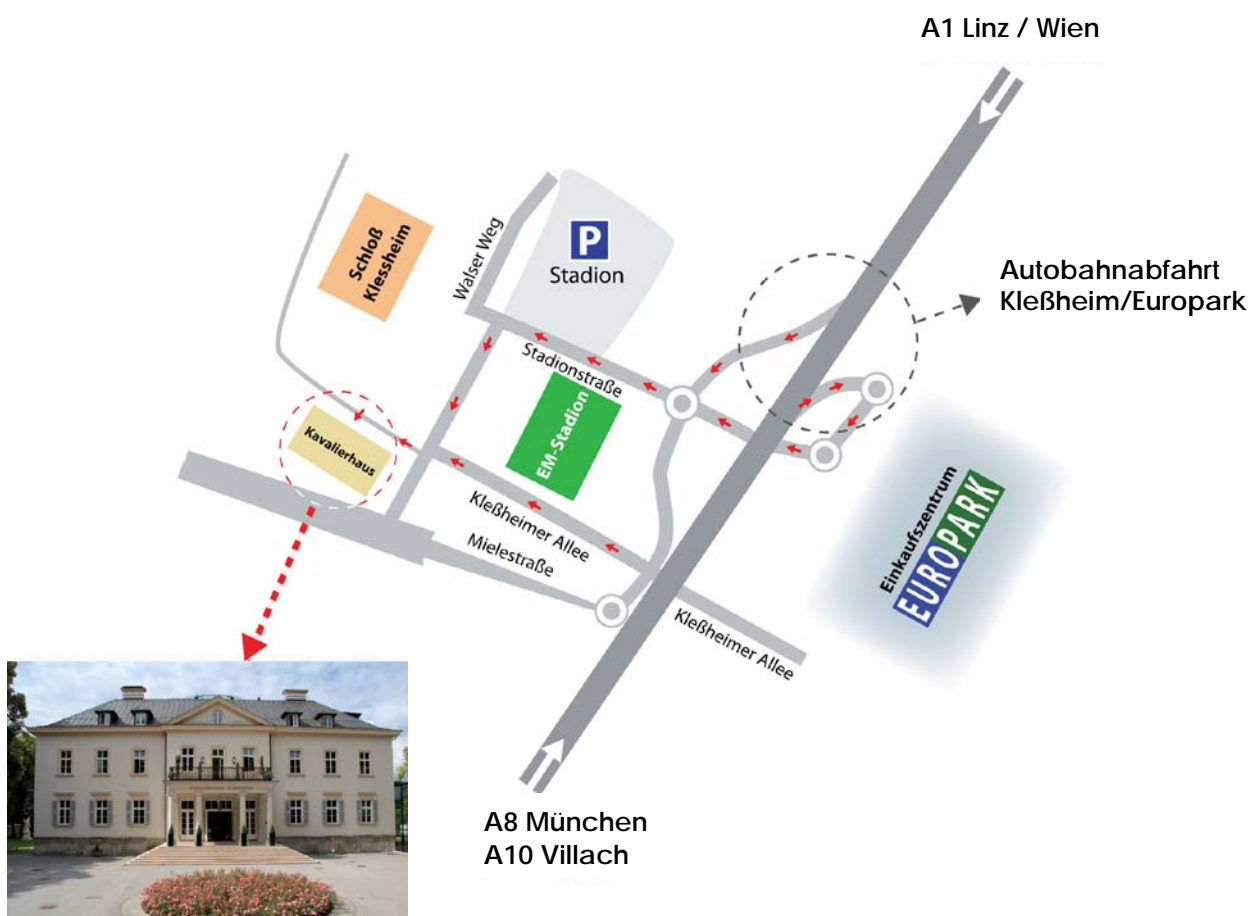 A1 Linz / Wien
Schloß
Klessheim
Walser Weg
P
Stadion
Autobahnabfahrt
Kleßheim/Europark
Stadionstraße
EM-Stadion
Kavalierhaus
Kleßheimer Allee
Mielestraße
Kleßheimer Allee
Einkaufszentrum
EUROPARK
A8 München
A10 Villach